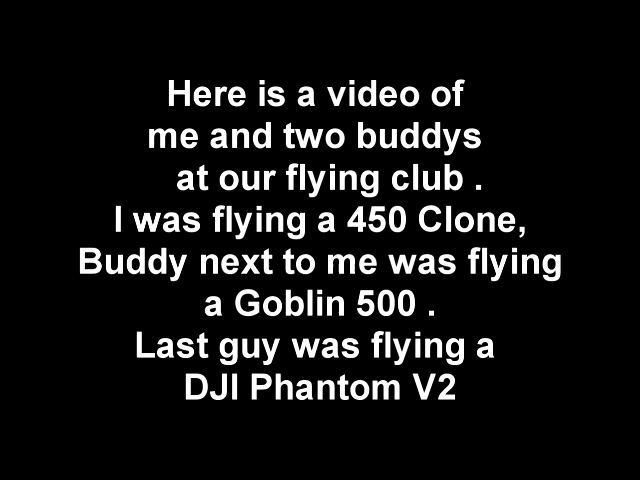 Here is a video of
me and two buddys
at our flying club .
I was flying a 450 Clone,
Buddy next to me was flying
a Goblin 500 .
Last guy was flying a
DJI Phantom V2